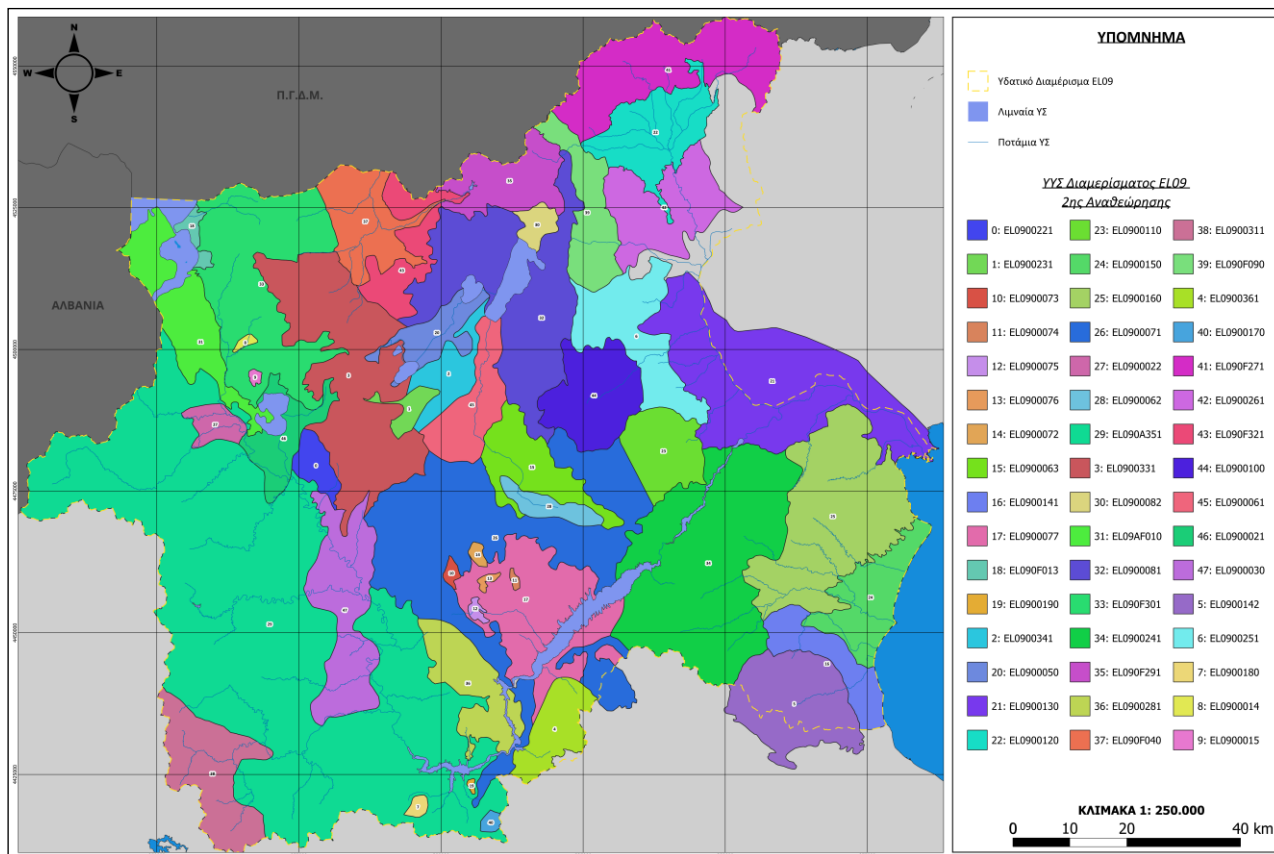 N
W
E
S
Π.Γ.Δ.Μ.
ΑΛΒΑΝΙΑ
ΥΠΟΜΝΗΜΑ
Υδατικό Διαμέρισμα EL09
Λιμναία ΥΣ
Ποτάμια ΥΣ
ΥΥΣ Διαμερίσματος EL09
2ης Αναθεώρησης
0: EL0900221
23: EL0900110
38: EL0900311
1: EL0900231
24: EL0900150
39: EL090F090
10: EL0900073
25: EL0900160
4: EL0900361
11: EL0900074
26: EL0900071
40: EL0900170
12: EL0900075
27: EL0900022
41: EL090F271
13: EL0900076
28: EL0900062
42: EL0900261
14: EL0900072
29: EL090A351
43: EL090F321
15: EL0900063
3: EL0900331
44: EL0900100
16: EL0900141
30: EL0900082
45: EL0900061
17: EL0900077
31: EL09AF010
46: EL0900021
18: EL090F013
32: EL0900081
47: EL0900030
19: EL0900190
33: EL090F301
5: EL0900142
2: EL0900341
34: EL0900241
6: EL0900251
20: EL0900050
35: EL090F291
7: EL0900180
21: EL0900130
36: EL0900281
8: EL0900014
22: EL0900120
37: EL090F040
9: EL0900015
ΚΛΙΜΑΚΑ 1: 250.000
0 10 20 40 km